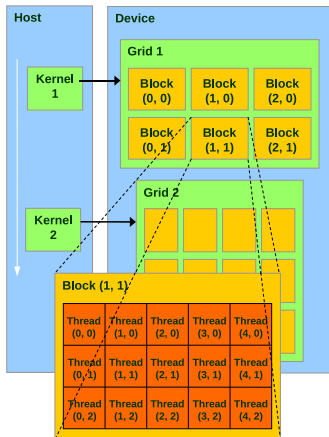 Host
Device
Grid 1
Kernel
1
Block
(0, 0)
Block
(1, 0)
Block
(2, 0)
Block
(0, 1)
Block
(1, 1)
Block
(2, 1)
Grid 2
Kernel
2
Block (1, 1)
Thread
(0, 0)
Thread
(1, 0)
Thread
(2, 0)
Thread
(3, 0)
Thread
(4, 0)
Thread
(0, 1)
Thread
(1, 1)
Thread
(2, 1)
Thread
(3, 1)
Thread
(4, 1)
Thread
(0, 2)
Thread
(1, 2)
Thread
(2, 2)
Thread
(3, 2)
Thread
(4, 2)